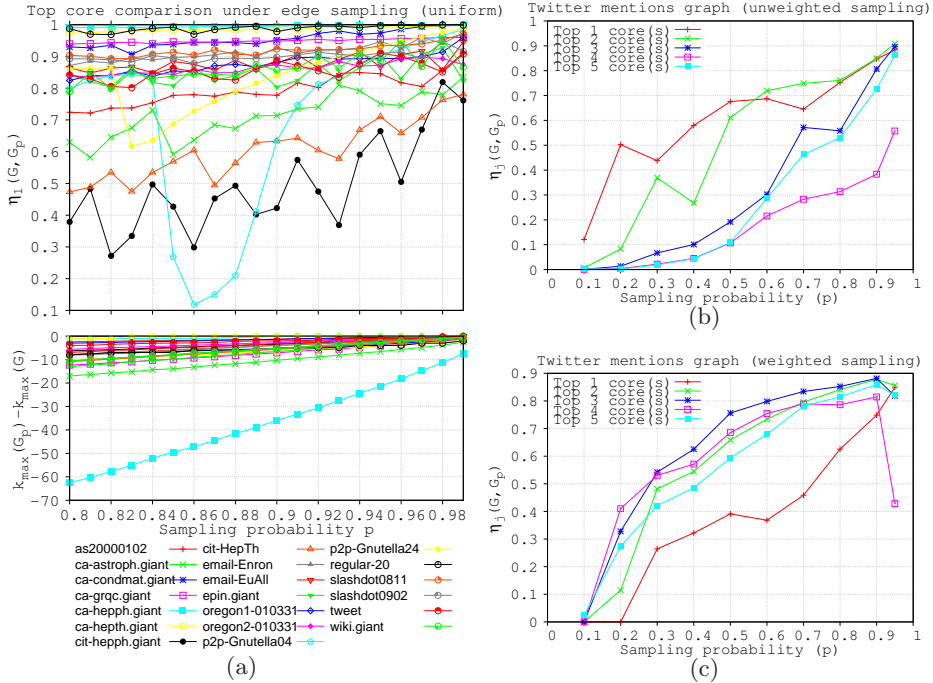 Top core comparison under edge sampling (uniform)
1
0.9
0.8
0.7
0.6
0.5
0.4
0.3
0.2
0.1
η1(G,Gp)
0
−10
−20
−30
−40
−50
−60
−70
kmax(Gp)−kmax(G)
0.8 0.82 0.84 0.86 0.88 0.9 0.92 0.94 0.96 0.98
Sampling probability p
as20000102 cit-HepTh p2p-Gnutella24
ca-astroph.giant email-Enron regular-20
ca-condmat.giant email-EuAll slashdot0811
ca-grqc.giant epin.giant slashdot0902
ca-hepph.giant oregon1-010331 tweet
ca-hepth.giant oregon2-010331 wiki.giant
cit-hepph.giant p2p-Gnutella04
(a)
Twitter mentions graph (unweighted sampling)
Top 1 core(s)
Top 2 core(s)
Top 3 core(s)
Top 4 core(s)
Top 5 core(s)
1
0.9
0.8
0.7
0.6
0.5
0.4
0.3
0.2
0.1
0
ηj(G,Gp)
0 0.1 0.2 0.3 0.4 0.5 0.6 0.7 0.8 0.9 1
Sampling probability (p)
(b)
Twitter mentions graph (weighted sampling)
Top 1 core(s)
Top 2 core(s)
Top 3 core(s)
Top 4 core(s)
Top 5 core(s)
0.9
0.8
0.7
0.6
0.5
0.4
0.3
0.2
0.1
0
ηj(G,Gp)
0 0.1 0.2 0.3 0.4 0.5 0.6 0.7 0.8 0.9 1
Sampling probability (p)
(c)